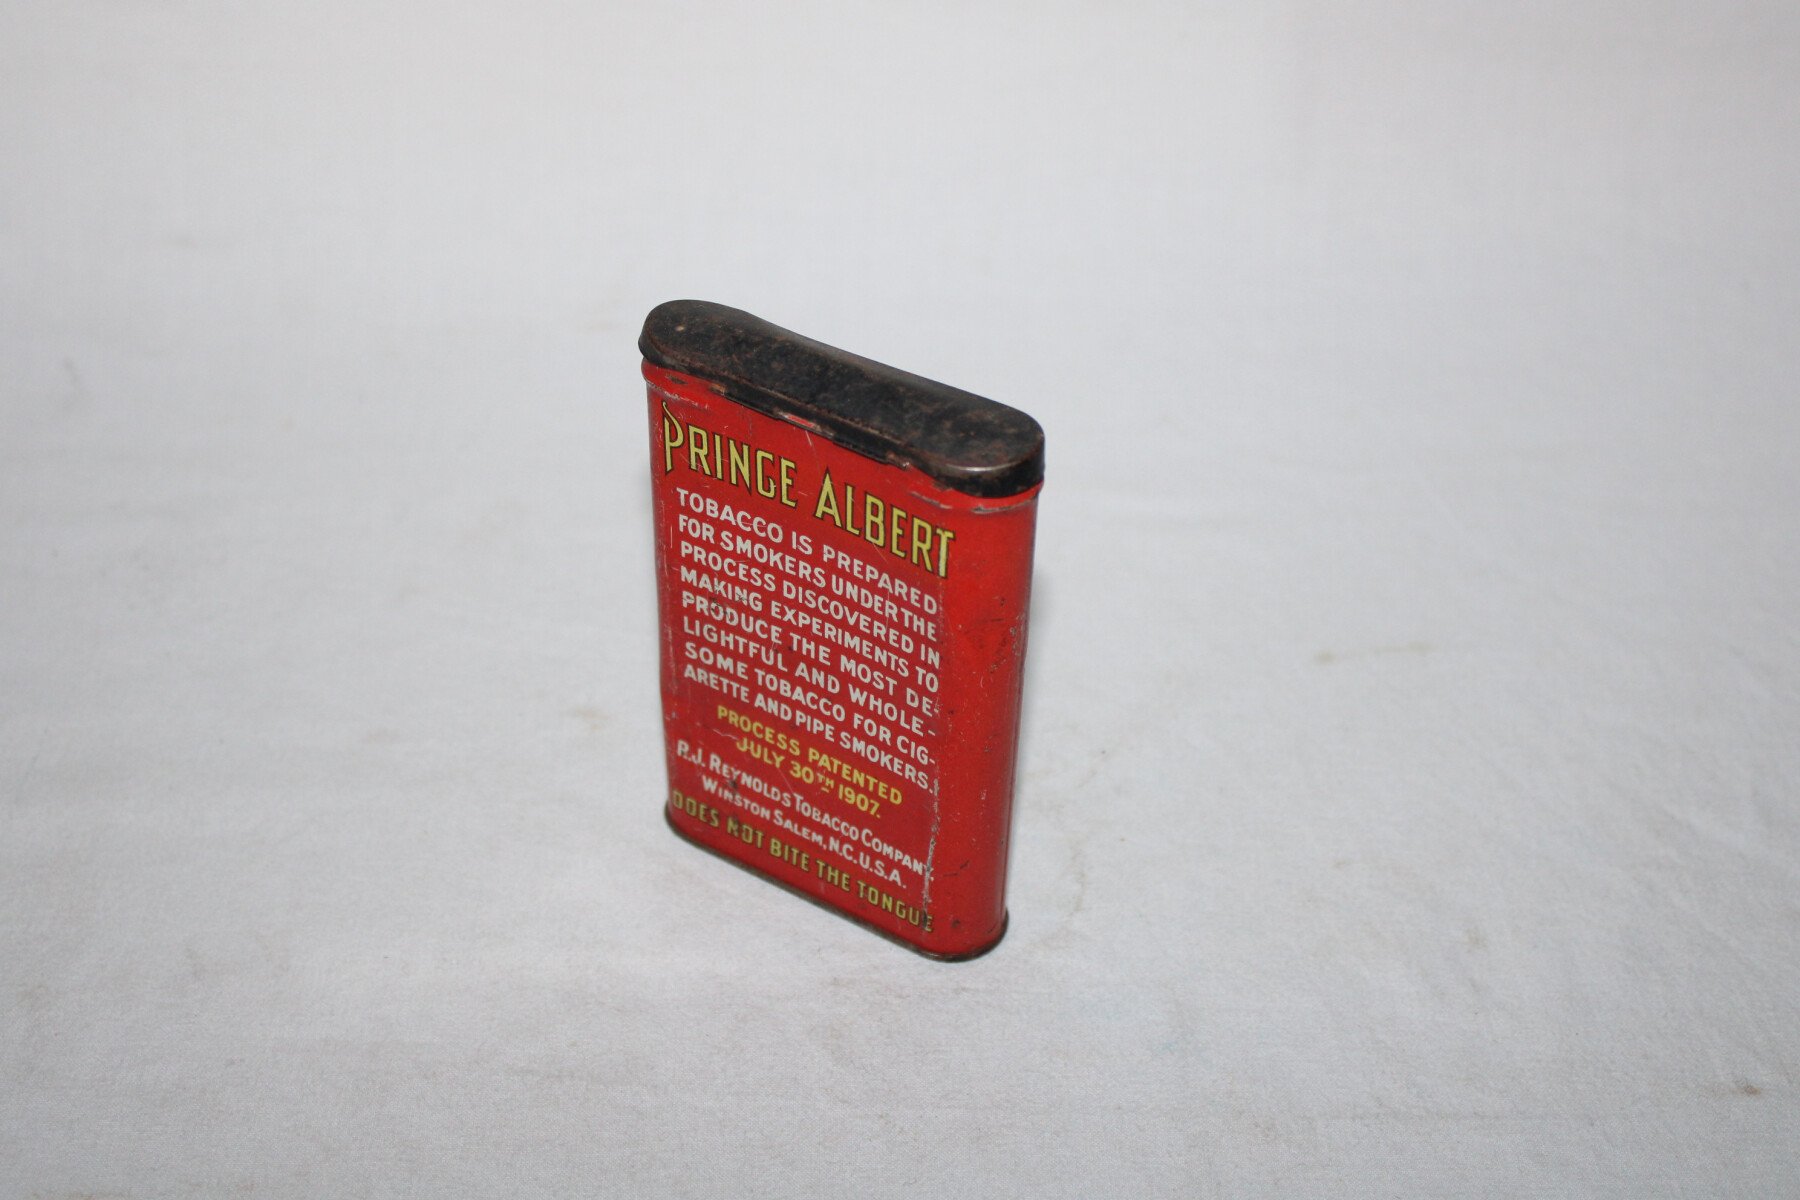 PRINCE ALBERT
TOBACCO IS PREPARED
FOR SMOKERS UNDER THE
PROCESS DISCOVERED IN
MAKING EXPERIMENTS TO
PRODUCE THE MOST DE-
LIGHTFUL AND WHOLE-
SOME TOBACCO FOR CIG-
ARETTE AND PIPE SMOKERS.
PROCESS PATENTED
JULY 30TH 1907.
R.J. REYNOLDS TOBACCO COMPANY.
WINSTON SALEM, N.C. U.S.A.
DOES NOT BITE THE TONGUE